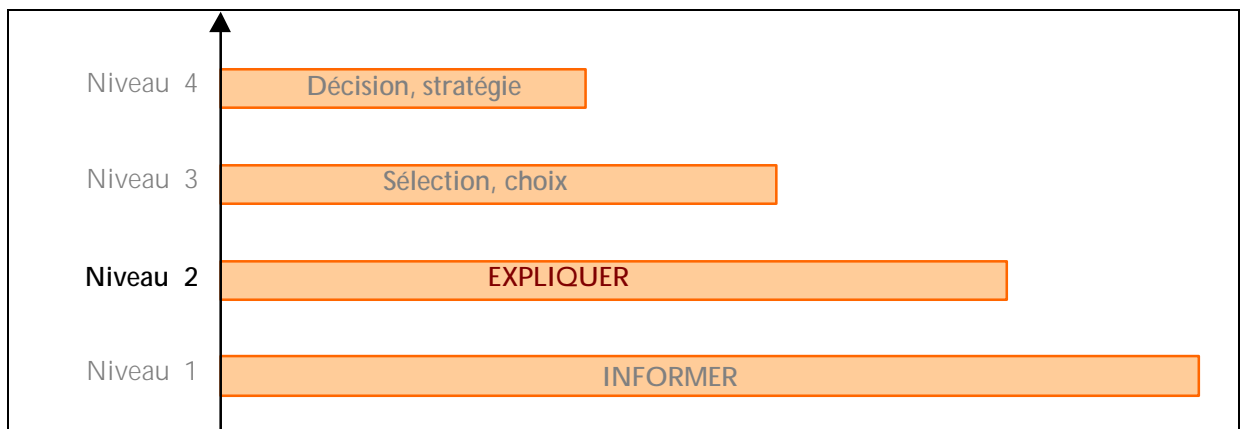 Niveau 4
Décision, stratégie
Niveau 3
Sélection, choix
Niveau 2
EXPLIQUER
Niveau 1
INFORMER